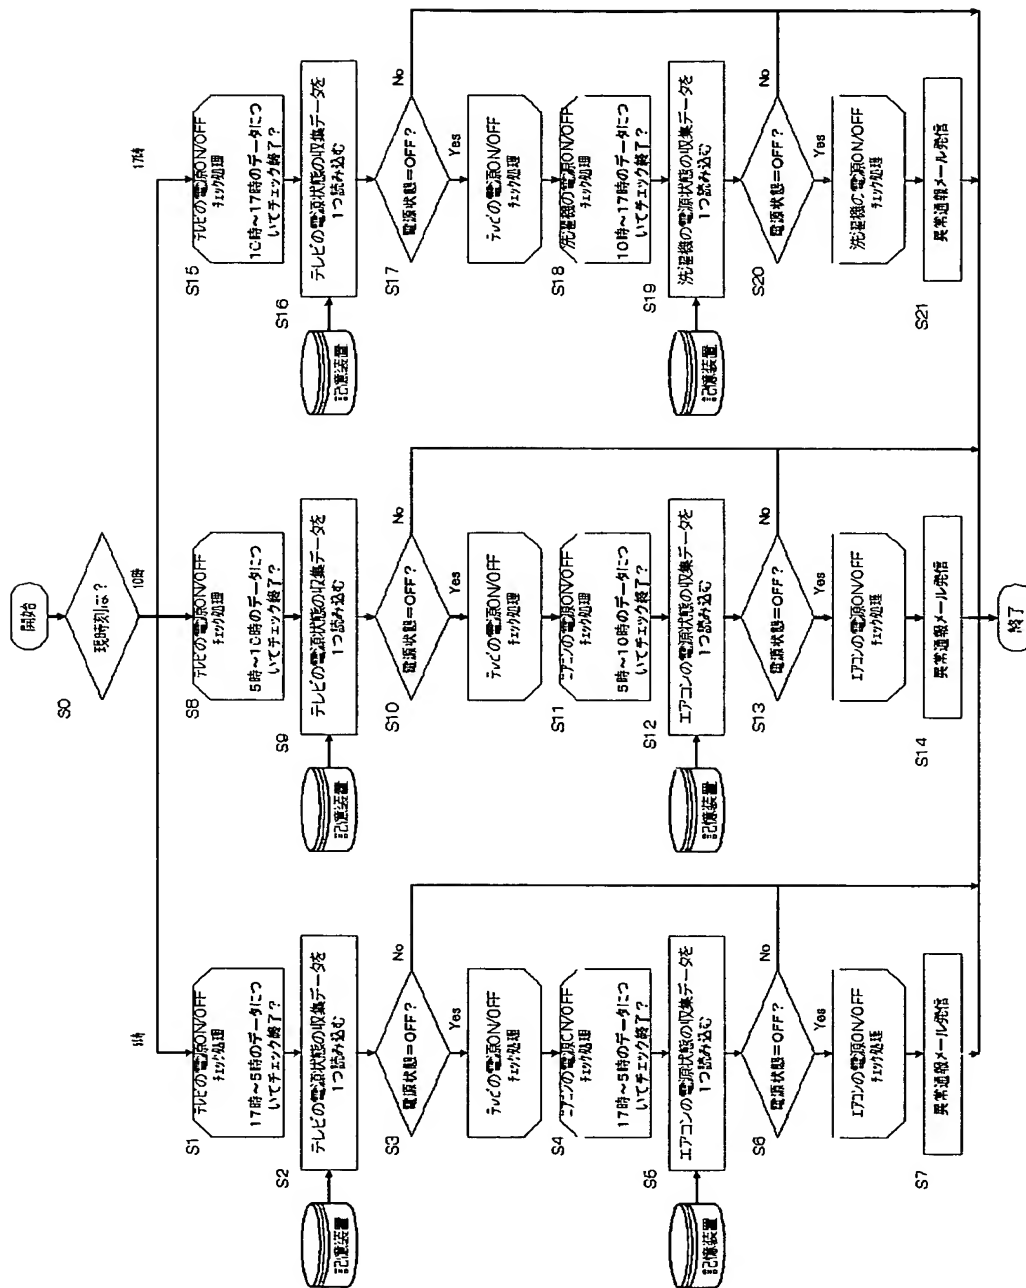 開始
S0
現時刻は？
5時
10時
17時
S1
テレビの電源ON/OFF
チェック処理
17時～5時のデータにつ
いてチェック終了？
S2
テレビの電源状態の収集データを
1つ読み込む
記憶装置
S3
電源状態=OFF？
No
Yes
テレビの電源ON/OFF
チェック処理
S4
エアコンの電源ON/OFF
チェック処理
17時～5時のデータにつ
いてチェック終了？
S5
エアコンの電源状態の収集データを
1つ読み込む
記憶装置
S6
電源状態=OFF？
No
Yes
エアコンの電源ON/OFF
チェック処理
S7
異常通報メール発信
S8
テレビの電源ON/OFF
チェック処理
5時～10時のデータにつ
いてチェック終了？
S9
テレビの電源状態の収集データを
1つ読み込む
記憶装置
S10
電源状態=OFF？
No
Yes
テレビの電源ON/OFF
チェック処理
S11
エアコンの電源ON/OFF
チェック処理
5時～10時のデータにつ
いてチェック終了？
S12
エアコンの電源状態の収集データを
1つ読み込む
記憶装置
S13
電源状態=OFF？
No
Yes
エアコンの電源ON/OFF
チェック処理
S14
異常通報メール発信
S15
テレビの電源ON/OFF
チェック処理
10時～17時のデータにつ
いてチェック終了？
S16
テレビの電源状態の収集データを
1つ読み込む
記憶装置
S17
電源状態=OFF？
No
Yes
テレビの電源ON/OFF
チェック処理
S18
洗濯機の電源ON/OFF
チェック処理
10時～17時のデータにつ
いてチェック終了？
S19
洗濯機の電源状態の収集データを
1つ読み込む
記憶装置
S20
電源状態=OFF？
No
Yes
洗濯機の電源ON/OFF
チェック処理
S21
異常通報メール発信
終了